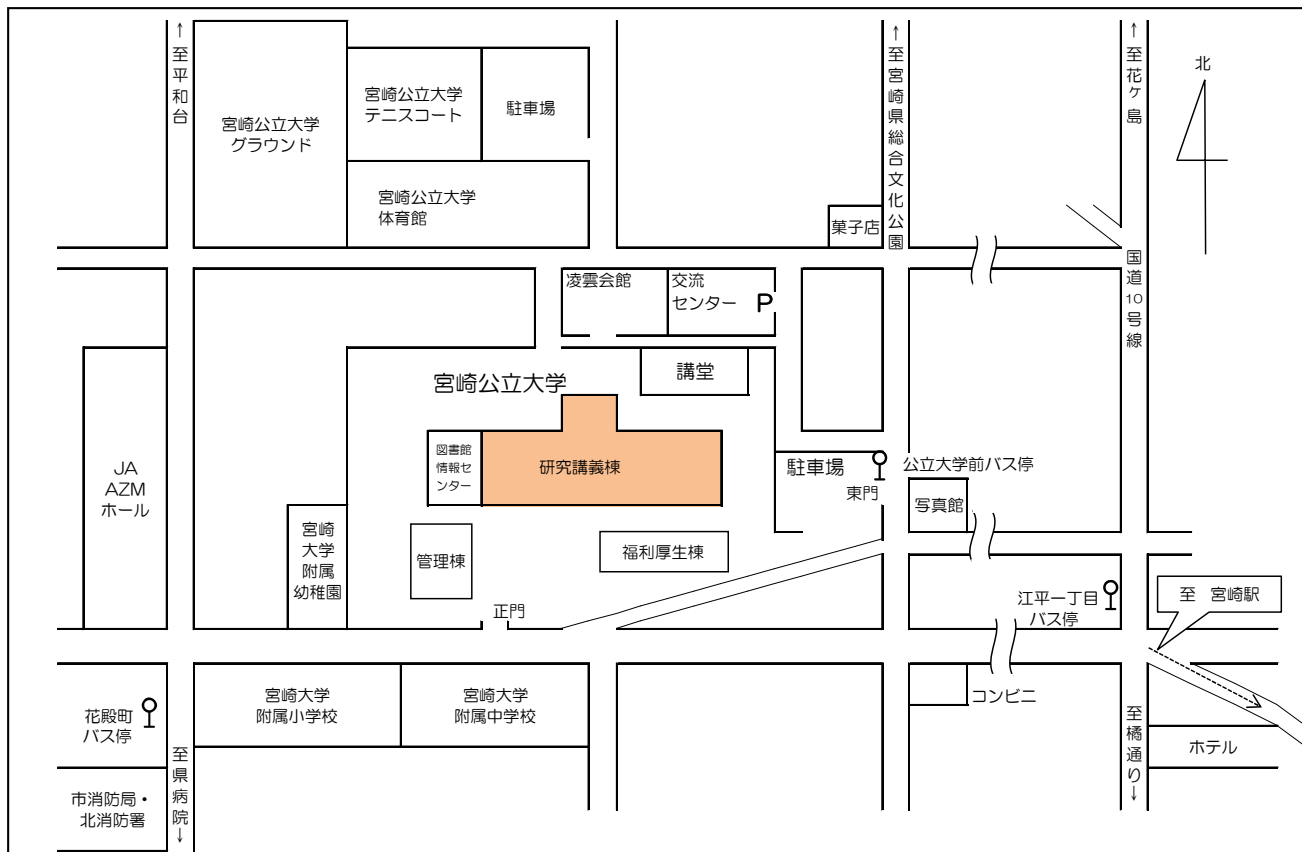 ↑至平和台
宮崎公立大学
グラウンド
宮崎公立大学
テニスコート
駐車場
宮崎公立大学
体育館
↑至宮崎県総合文化公園
↑至花ヶ島
北
菓子店
国道10号線
凌雲会館
交流
センター
P
講堂
宮崎公立大学
JA
AZM
ホール
図書館
情報セ
ンター
研究講義棟
駐車場
東門
公立大学前バス停
写真館
宮崎
大学
附属
幼稚園
管理棟
福利厚生棟
正門
江平一丁目
バス停
至 宮崎駅
花殿町
バス停
宮崎大学
附属小学校
宮崎大学
附属中学校
コンビニ
至橘通り↓
ホテル
至県病院↓
市消防局・
北消防署